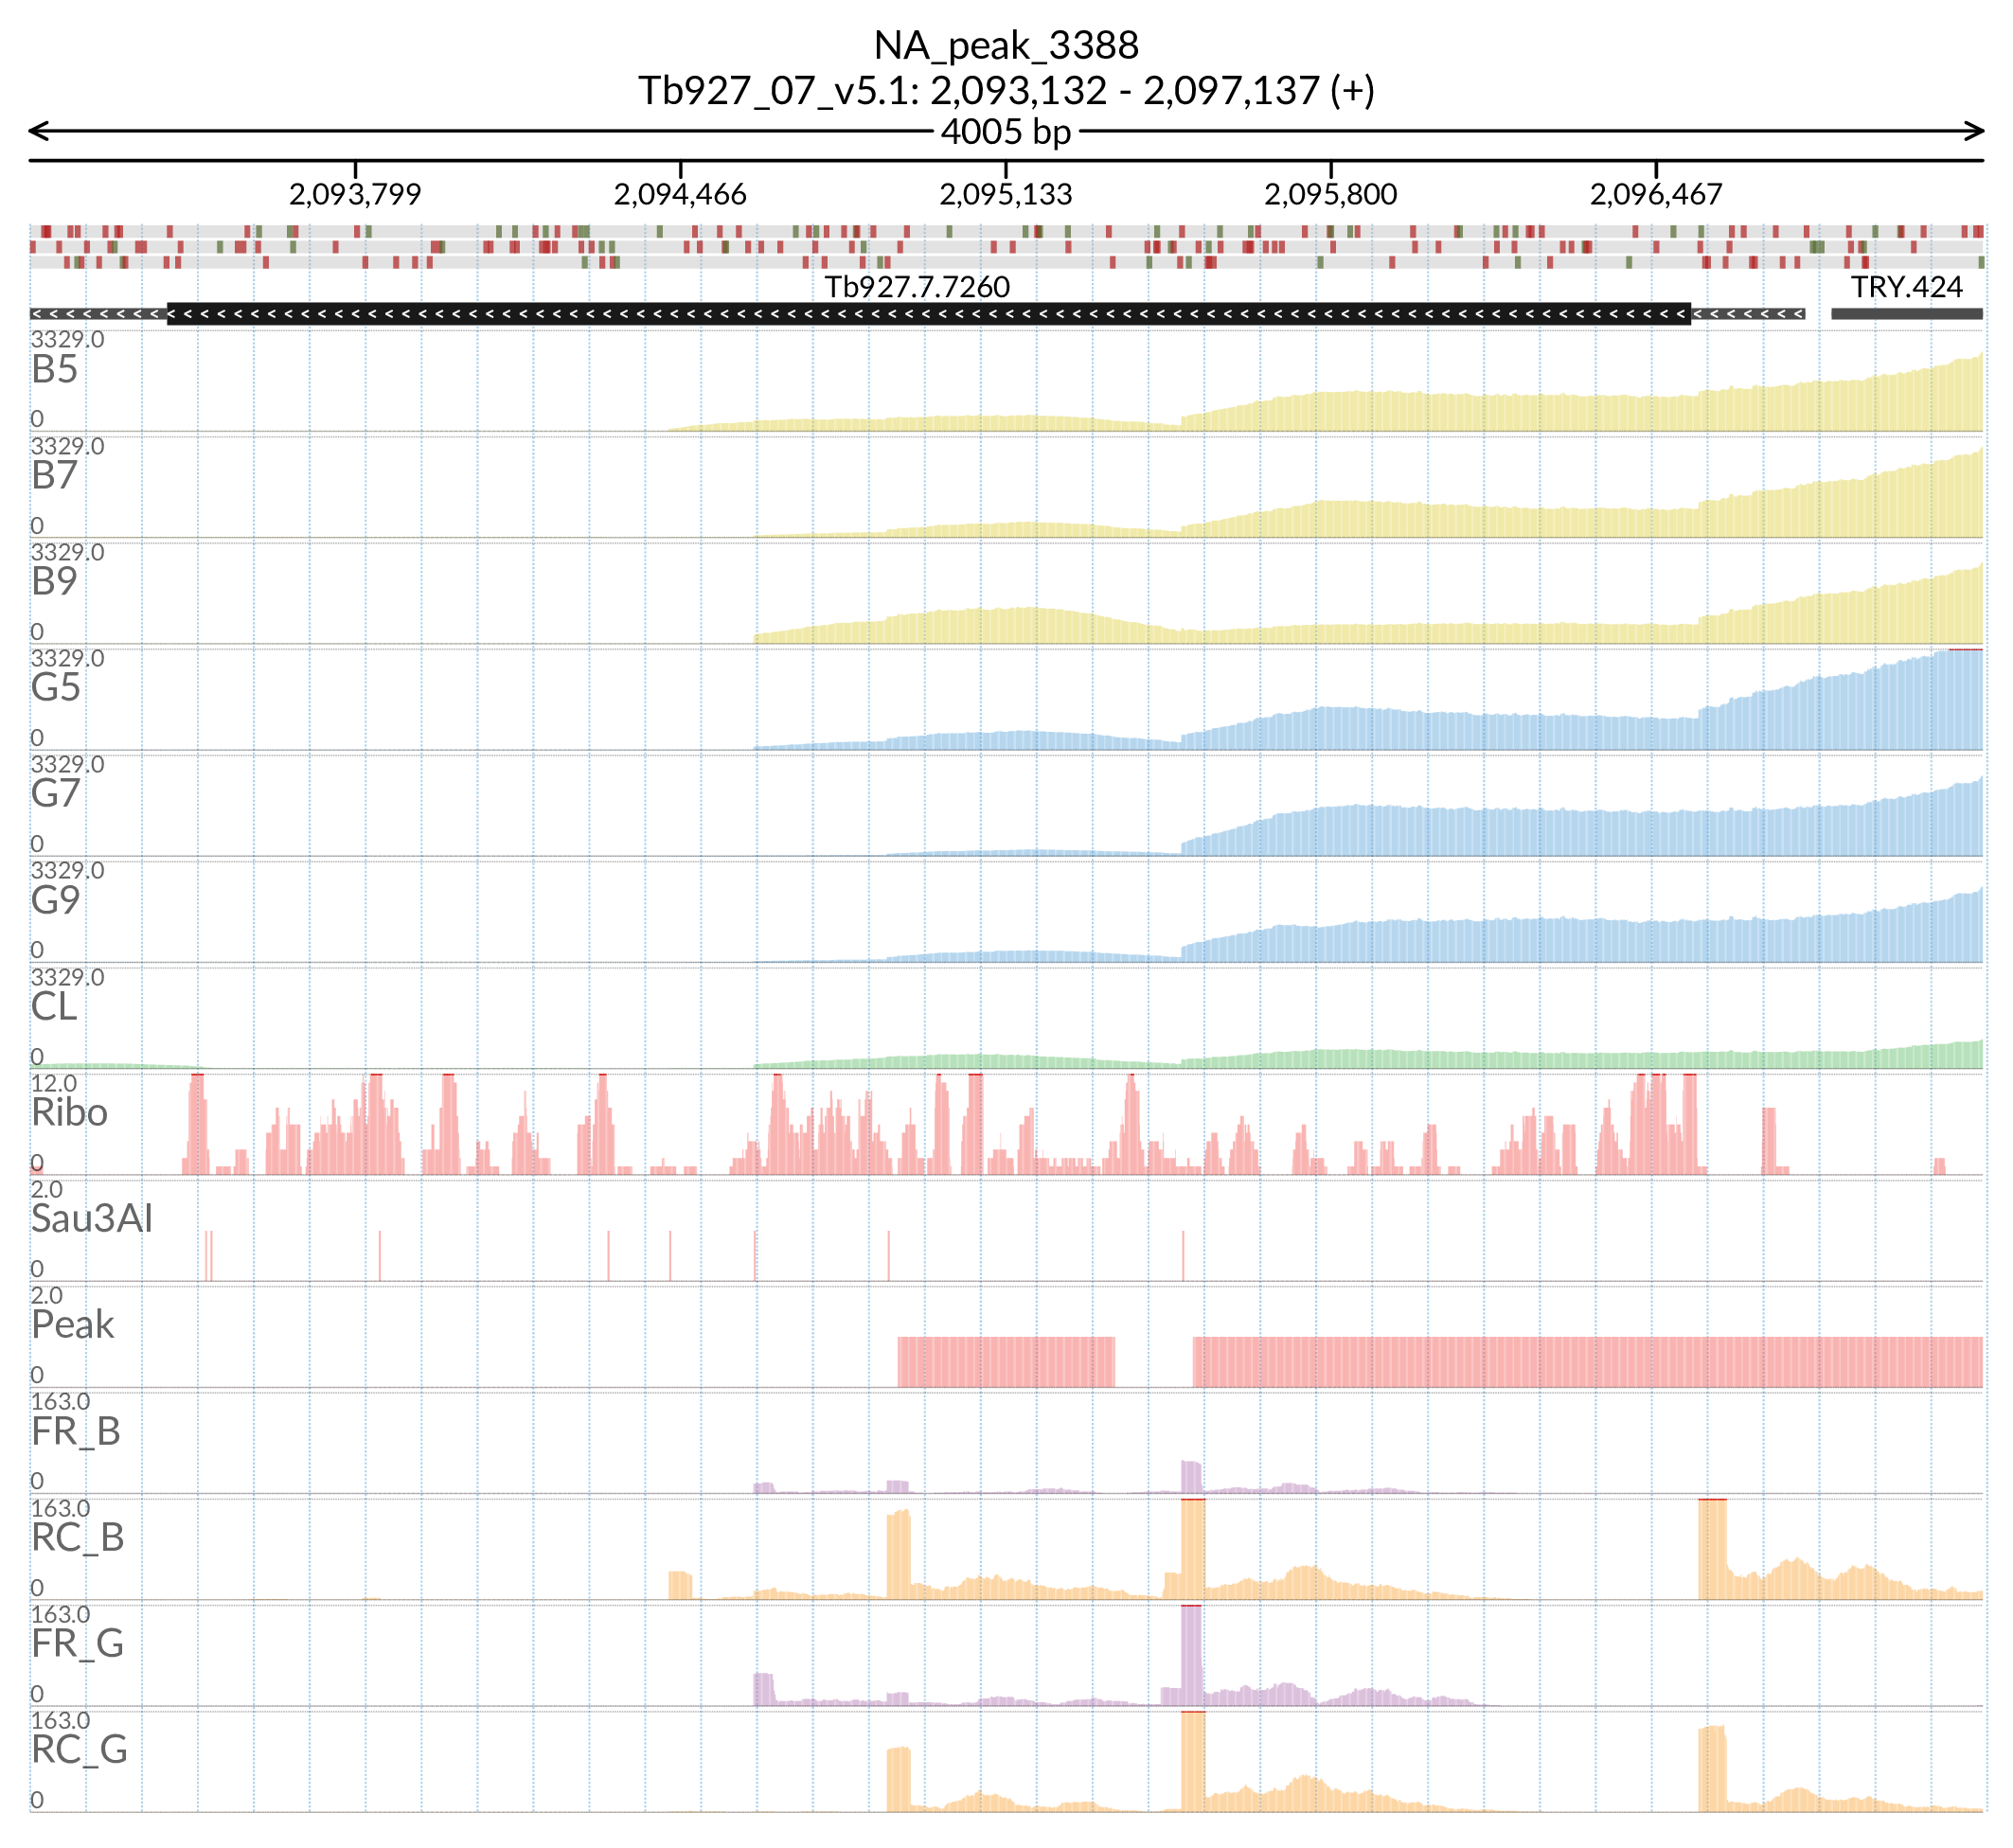 NA_peak_3388
Tb927_07_v5.1: 2,093,132 - 2,097,137 (+)
4005 bp
2,093,799 2,094,466 2,095,133 2,095,800 2,096,467
Tb927.7.7260 TRY.424
3329.0
B5
0
3329.0
B7
0
3329.0
B9
0
3329.0
G5
0
3329.0
G7
0
3329.0
G9
0
3329.0
CL
0
12.0
Ribo
0
2.0
Sau3AI
0
2.0
Peak
0
163.0
FR_B
0
163.0
RC_B
0
163.0
FR_G
0
163.0
RC_G
0